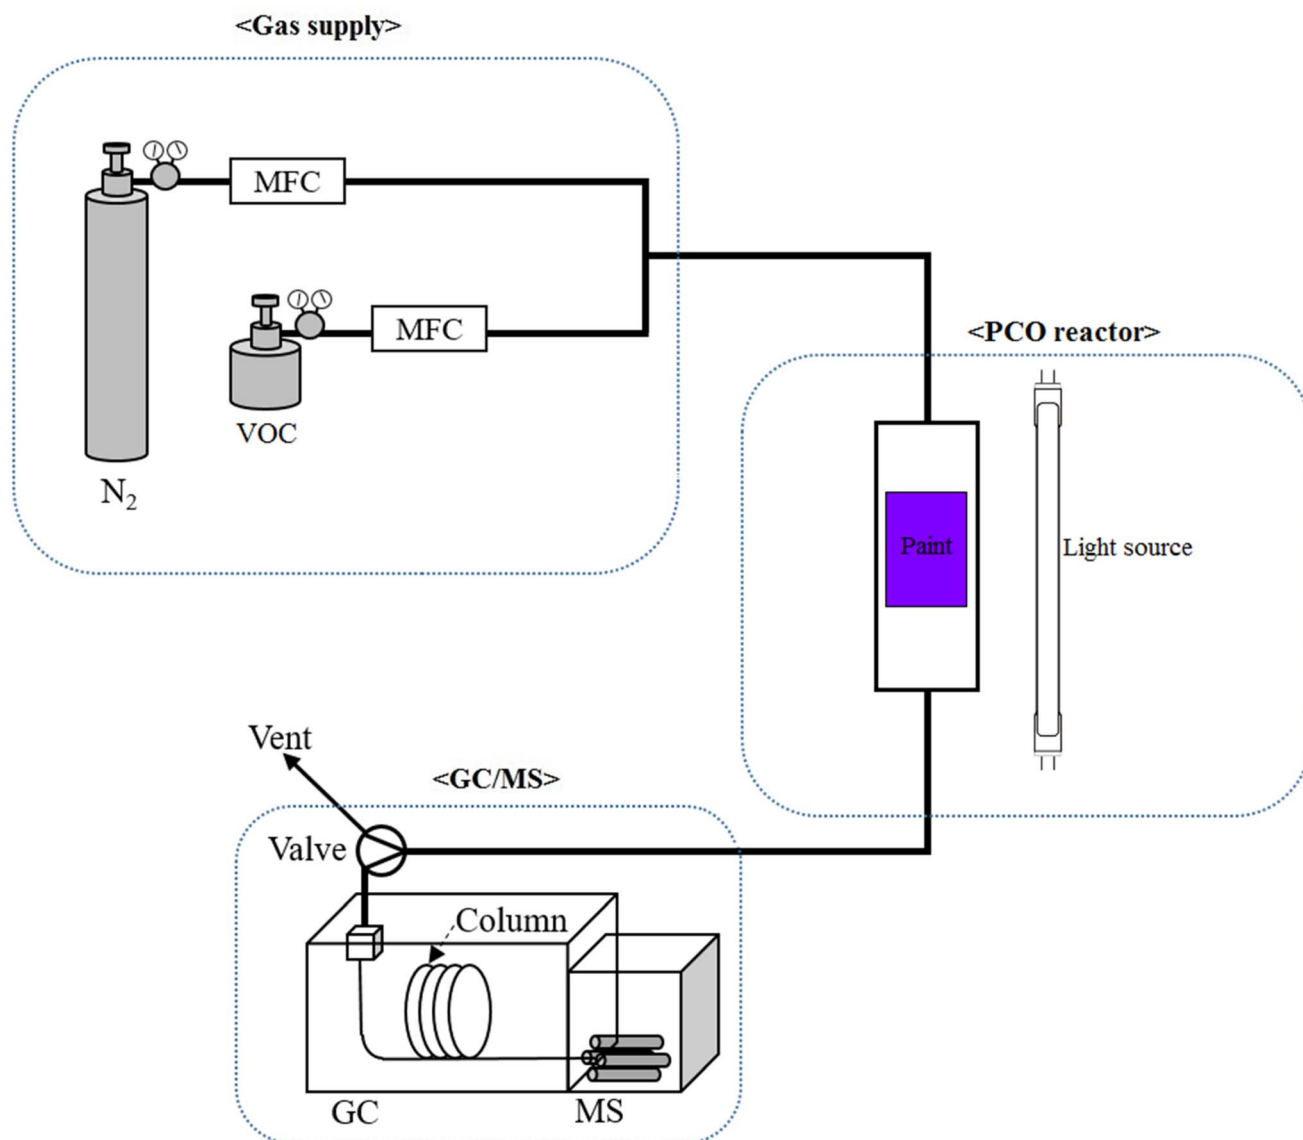 <Gas supply>
MFC
MFC
VOC
N₂
<PCO reactor>
Paint
Light source
Vent
<GC/MS>
Valve
Column
GC
MS